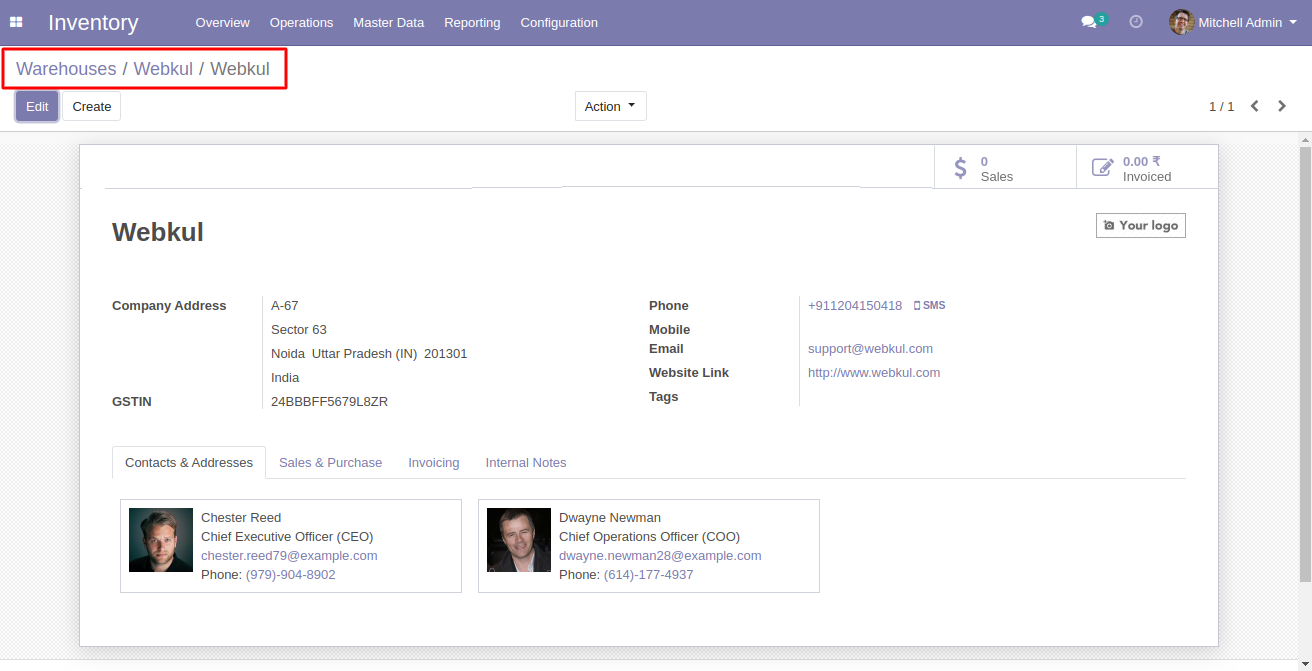 Inventory Overview Operations Master Data Reporting Configuration 3 Mitchell Admin
Warehouses / Webkul / Webkul
Edit Create Action 1 / 1
0
Sales
0.00 ₹
Invoiced
Webkul
Your logo
Company Address A-67
Sector 63
Noida Uttar Pradesh (IN) 201301
India
GSTIN 24BBBFF5679L8ZR
Phone +911204150418 SMS
Mobile
Email support@webkul.com
Website Link http://www.webkul.com
Tags
Contacts & Addresses Sales & Purchase Invoicing Internal Notes
Chester Reed
Chief Executive Officer (CEO)
chester.reed79@example.com
Phone: (979)-904-8902
Dwayne Newman
Chief Operations Officer (COO)
dwayne.newman28@example.com
Phone: (614)-177-4937